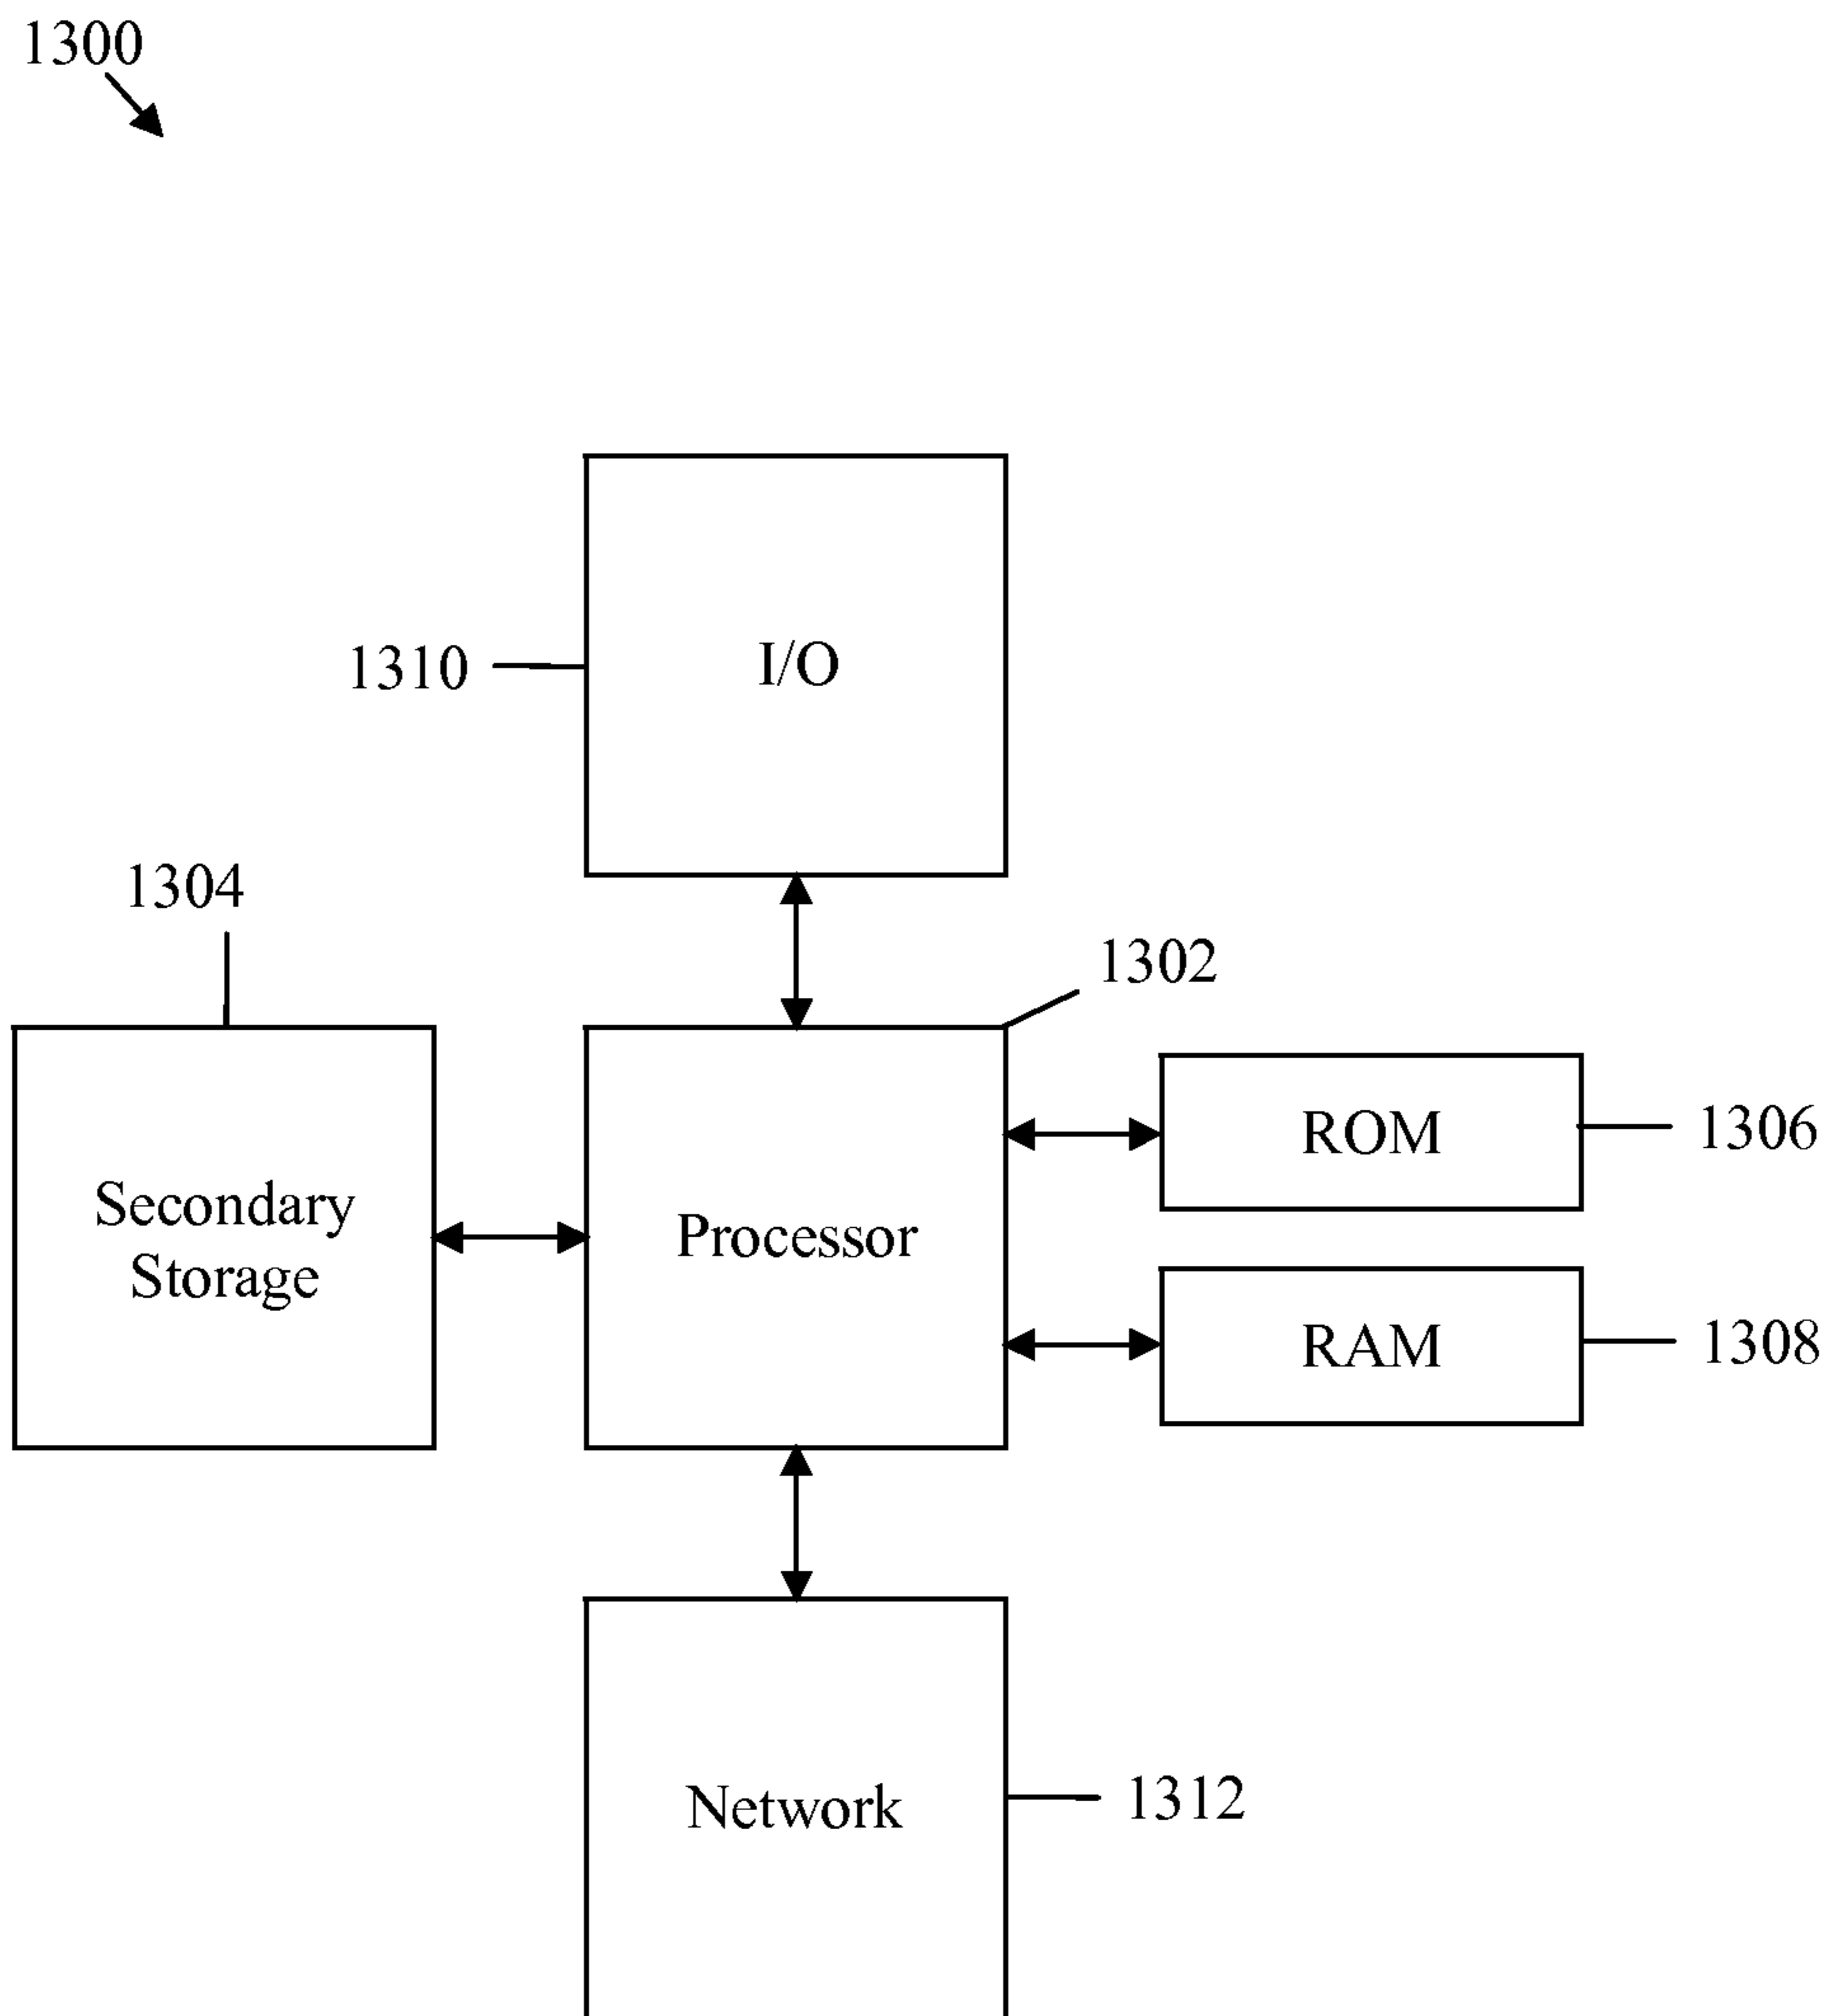 1300
I/O
1310
1304
1302
ROM
1306
Secondary
Storage
Processor
RAM
1308
Network
1312